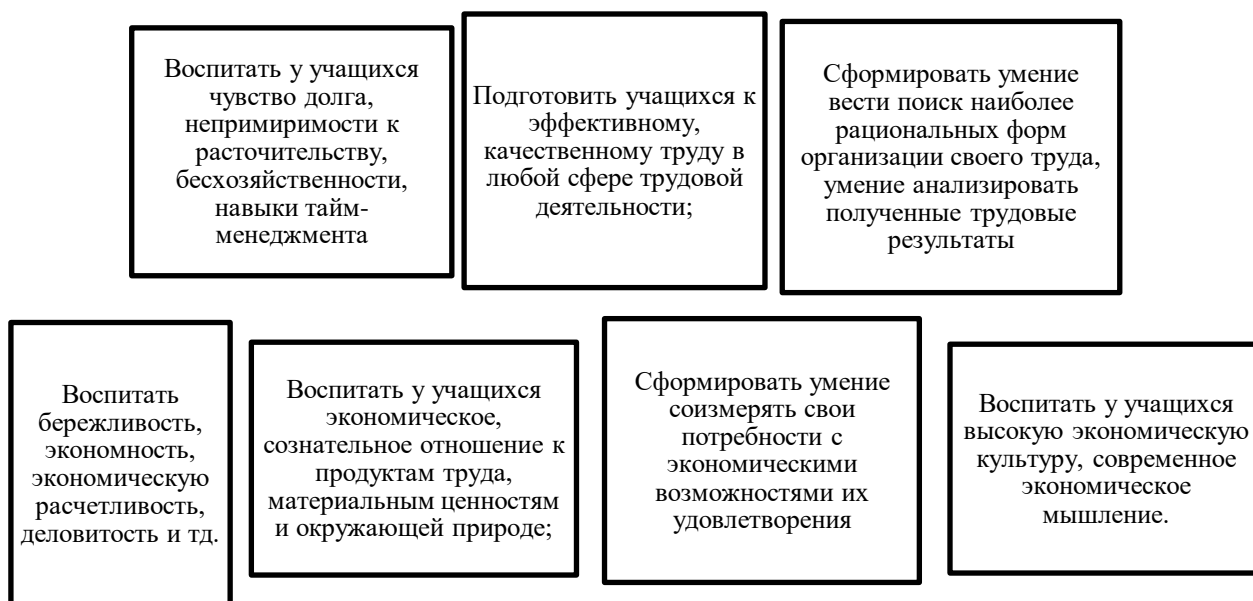 Воспитать у учащихся
чувство долга,
непримиримости к
расточительству,
бесхозяйственности,
навыки тайм-
менеджмента
Подготовить учащихся к
эффективному,
качественному труду в
любой сфере трудовой
деятельности;
Сформировать умение
вести поиск наиболее
рациональных форм
организации своего труда,
умение анализировать
полученные трудовые
результаты
Воспитать
бережливость,
экономность,
экономическую
расчетливость,
деловитость и тд.
Воспитать у учащихся
экономическое,
сознательное отношение к
продуктам труда,
материальным ценностям
и окружающей природе;
Сформировать умение
соизмерять свои
потребности с
экономическими
возможностями их
удовлетворения
Воспитать у учащихся
высокую экономическую
культуру, современное
экономическое
мышление.